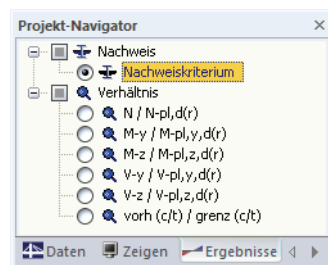 Projekt-Navigator
Nachweis
Nachweiskriterium
Verhältnis
N / N-pl,d(r)
M-y / M-pl,y,d(r)
M-z / M-pl,z,d(r)
V-y / V-pl,y,d(r)
V-z / V-pl,z,d(r)
vorh (c/t) / grenz (c/t)
Daten Zeigen Ergebnisse